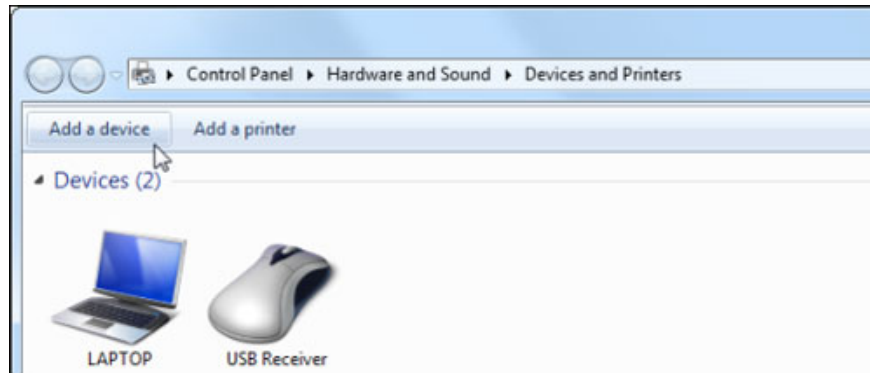 Control Panel ▸ Hardware and Sound ▸ Devices and Printers
Add a device Add a printer
Devices (2)
LAPTOP USB Receiver